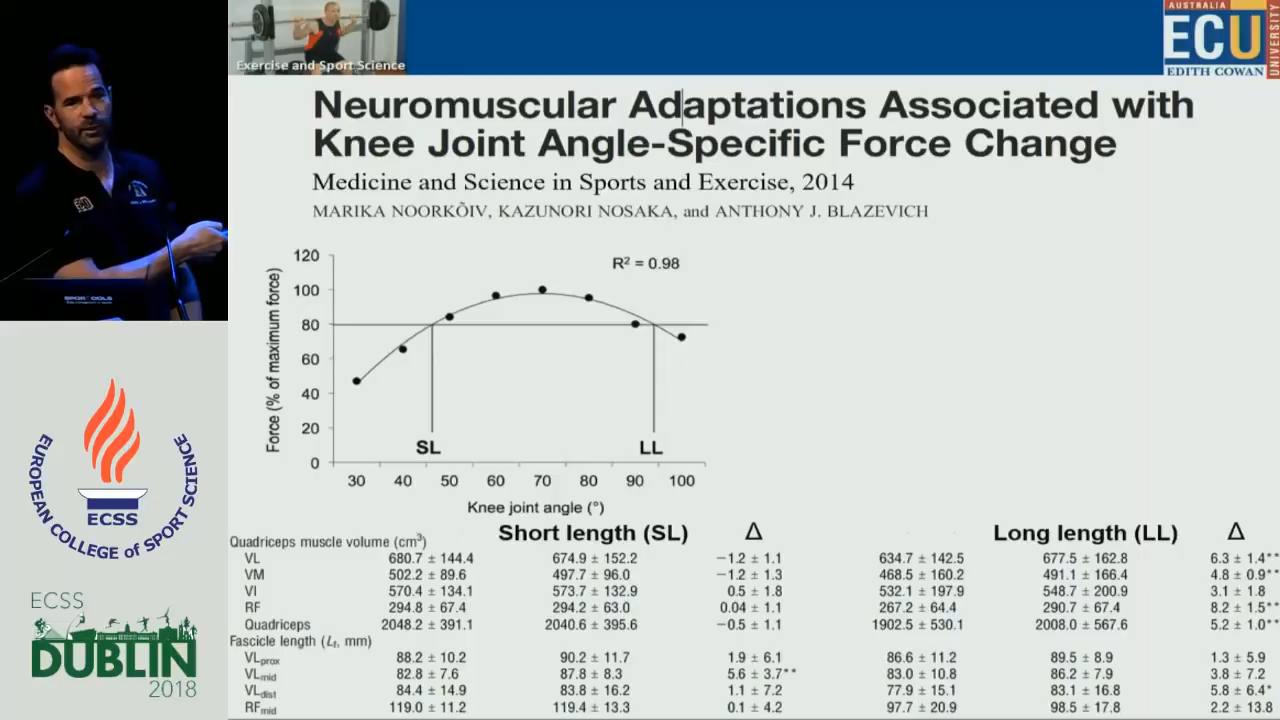 Exercise and Sport Science
AUSTRALIA
ECU
EDITH COWAN
UNIVERSITY
Neuromuscular Adaptations Associated with
Knee Joint Angle-Specific Force Change
Medicine and Science in Sports and Exercise, 2014
MARIKA NOORKÕIV, KAZUNORI NOSAKA, and ANTHONY J. BLAZEVICH
R² = 0.98
Force (% of maximum force)
120
100
80
60
40
20
0
SL
LL
30 40 50 60 70 80 90 100
Knee joint angle (°)
Short length (SL) Δ Long length (LL) Δ
Quadriceps muscle volume (cm³)
VL 680.7 ± 144.4 674.9 ± 152.2 −1.2 ± 1.1 634.7 ± 142.5 677.5 ± 162.8 6.3 ± 1.4**
VM 502.2 ± 89.6 497.7 ± 96.0 −1.2 ± 1.3 468.5 ± 160.2 491.1 ± 166.4 4.8 ± 0.9**
VI 570.4 ± 134.1 573.7 ± 132.9 0.5 ± 1.8 532.1 ± 197.9 548.7 ± 200.9 3.1 ± 1.8
RF 294.8 ± 67.4 294.2 ± 63.0 0.04 ± 1.1 267.2 ± 64.4 290.7 ± 67.4 8.2 ± 1.5**
Quadriceps 2048.2 ± 391.1 2040.6 ± 395.6 −0.5 ± 1.1 1902.5 ± 530.1 2008.0 ± 567.6 5.2 ± 1.0**
Fascicle length (Lf, mm)
VLprox 88.2 ± 10.2 90.2 ± 11.7 1.9 ± 6.1 86.6 ± 11.2 89.5 ± 8.9 1.3 ± 5.9
VLmid 82.8 ± 7.6 87.8 ± 8.3 5.6 ± 3.7** 83.0 ± 10.8 86.2 ± 7.9 3.8 ± 7.2
VLdist 84.4 ± 14.9 83.8 ± 16.2 1.1 ± 7.2 77.9 ± 15.1 83.1 ± 16.8 5.8 ± 6.4*
RFmid 119.0 ± 11.2 119.4 ± 13.3 0.1 ± 4.2 97.7 ± 20.9 98.5 ± 17.8 2.2 ± 13.8
EUROPEAN COLLEGE of SPORT SCIENCE
ECSS
ECSS
DUBLIN
2018